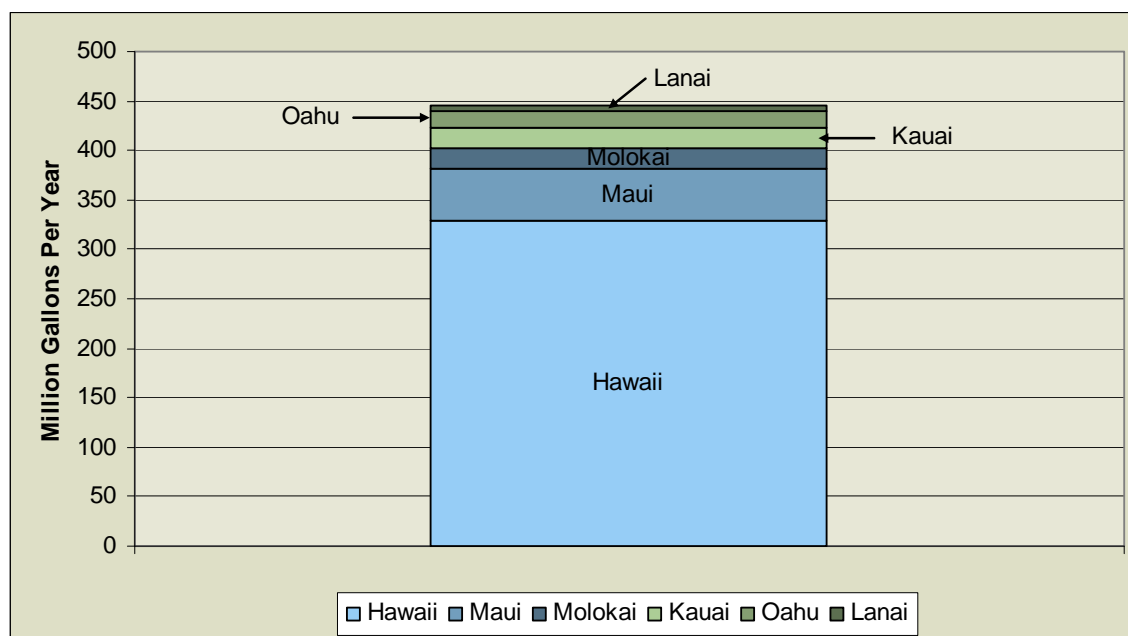 Million Gallons Per Year
500
450
400
350
300
250
200
150
100
50
0
Lanai
Oahu
Kauai
Molokai
Maui
Hawaii
Hawaii Maui Molokai Kauai Oahu Lanai